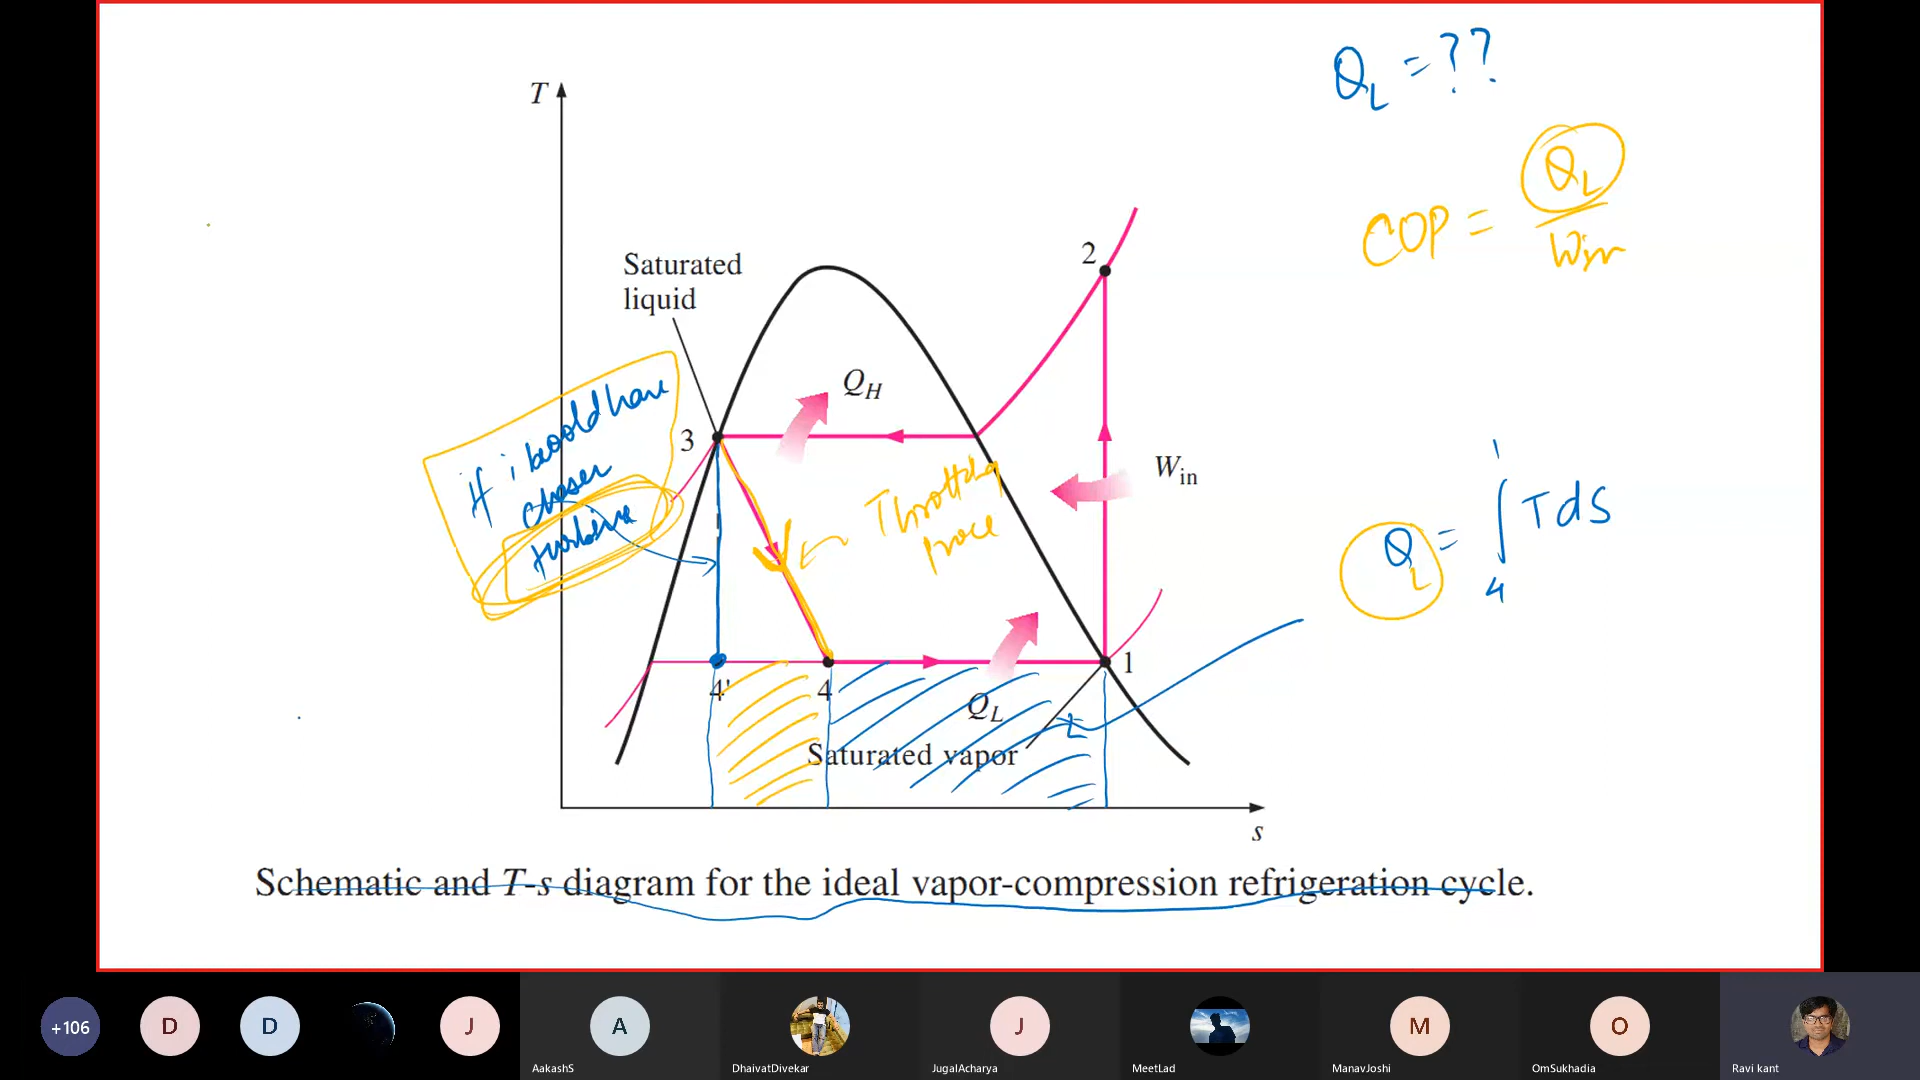 Q_L = ??
T
COP = Q_L / Win
2
Saturated
liquid
Q_H
if i would have
chosen
turbine
3
Throttling
W_in
1
Q_L = ∫ T dS
4
4'
4
1
Q_L
Saturated vapor
s
Schematic and T-s diagram for the ideal vapor-compression refrigeration cycle.
+106
D
D
J
A
J
M
O
AakashS
DhaivatDivekar
JugalAcharya
MeetLad
ManavJoshi
OmSukhadia
Ravi kant